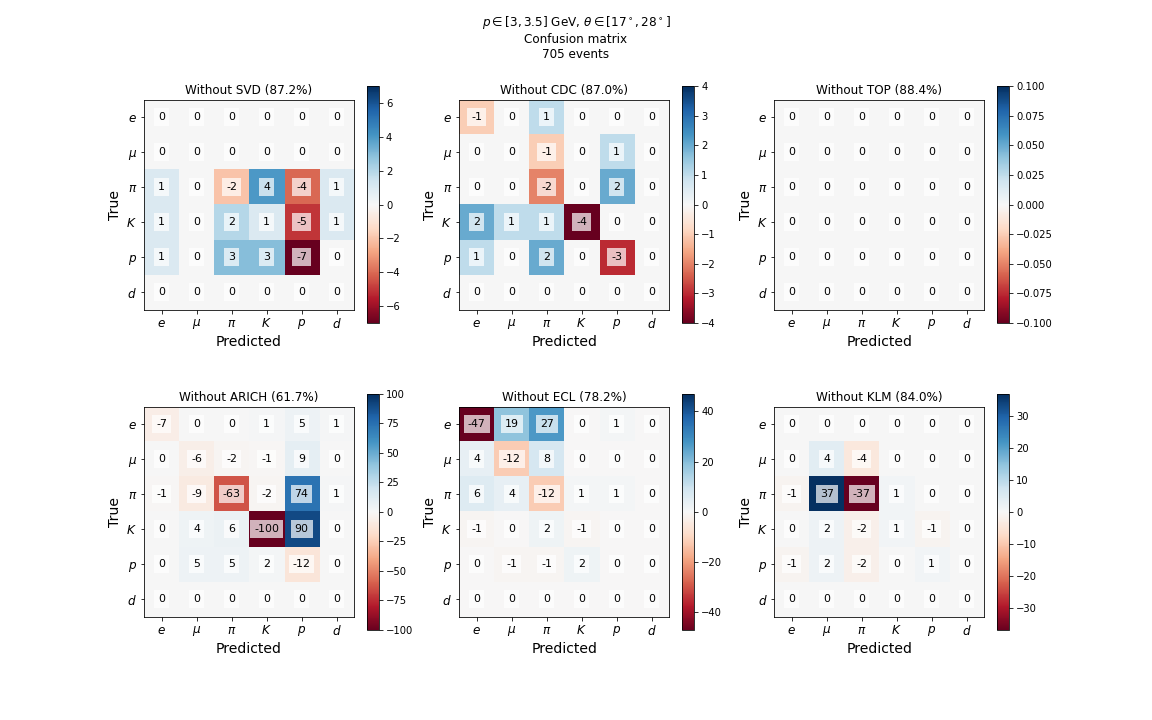 p ∈ [3, 3.5] GeV, θ ∈ [17°, 28°]
Confusion matrix
705 events
Without SVD (87.2%)
True
e 0 0 0 0 0 0
μ 0 0 0 0 0 0
π 1 0 -2 4 -4 1
K 1 0 2 1 -5 1
p 1 0 3 3 -7 0
d 0 0 0 0 0 0
e μ π K p d
Predicted
6
4
2
0
−2
−4
−6
Without CDC (87.0%)
True
e -1 0 1 0 0 0
μ 0 0 -1 0 1 0
π 0 0 -2 0 2 0
K 2 1 1 -4 0 0
p 1 0 2 0 -3 0
d 0 0 0 0 0 0
e μ π K p d
Predicted
4
3
2
1
0
−1
−2
−3
−4
Without TOP (88.4%)
True
e 0 0 0 0 0 0
μ 0 0 0 0 0 0
π 0 0 0 0 0 0
K 0 0 0 0 0 0
p 0 0 0 0 0 0
d 0 0 0 0 0 0
e μ π K p d
Predicted
0.100
0.075
0.050
0.025
0.000
−0.025
−0.050
−0.075
−0.100
Without ARICH (61.7%)
True
e -7 0 0 1 5 1
μ 0 -6 -2 -1 9 0
π -1 -9 -63 -2 74 1
K 0 4 6 -100 90 0
p 0 5 5 2 -12 0
d 0 0 0 0 0 0
e μ π K p d
Predicted
100
75
50
25
0
−25
−50
−75
−100
Without ECL (78.2%)
True
e -47 19 27 0 1 0
μ 4 -12 8 0 0 0
π 6 4 -12 1 1 0
K -1 0 2 -1 0 0
p 0 -1 -1 2 0 0
d 0 0 0 0 0 0
e μ π K p d
Predicted
40
20
0
−20
−40
Without KLM (84.0%)
True
e 0 0 0 0 0 0
μ 0 4 -4 0 0 0
π -1 37 -37 1 0 0
K 0 2 -2 1 -1 0
p -1 2 -2 0 1 0
d 0 0 0 0 0 0
e μ π K p d
Predicted
30
20
10
0
−10
−20
−30